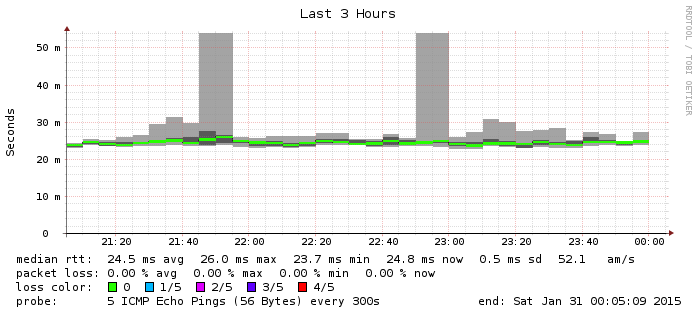 Last 3 Hours
RRDTOOL / TOBI OETIKER
Seconds
50 m
40 m
30 m
20 m
10 m
0
21:20 21:40 22:00 22:20 22:40 23:00 23:20 23:40 00:00
median rtt: 24.5 ms avg 26.0 ms max 23.7 ms min 24.8 ms now 0.5 ms sd 52.1 am/s
packet loss: 0.00 % avg 0.00 % max 0.00 % min 0.00 % now
loss color: 0 1/5 2/5 3/5 4/5
probe: 5 ICMP Echo Pings (56 Bytes) every 300s end: Sat Jan 31 00:05:09 2015